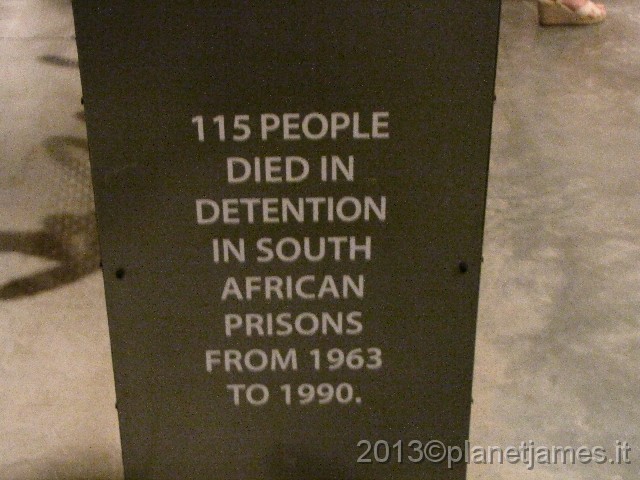 115 PEOPLE
DIED IN
DETENTION
IN SOUTH
AFRICAN
PRISONS
FROM 1963
TO 1990.
2013©planetjames.it